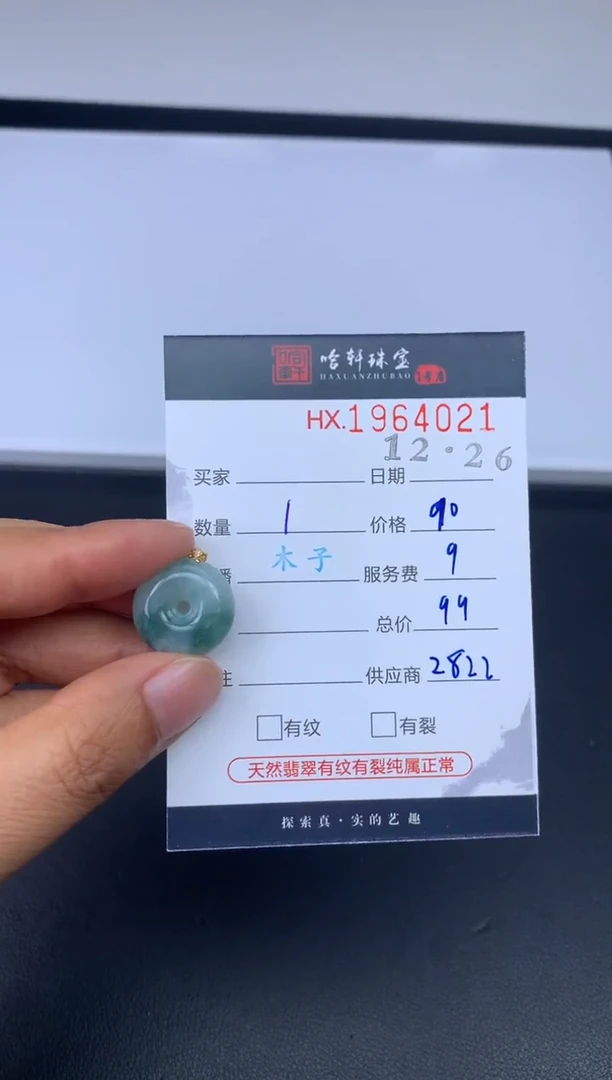 哈轩珠宝
HAXUANZHUBAO
HX.1964021
12·26
买家 日期
数量 1 价格 90
播 木子 服务费 9
总价 99
注 供应商 2822
有纹 有裂
天然翡翠有纹有裂纯属正常
探索真·实的艺趣